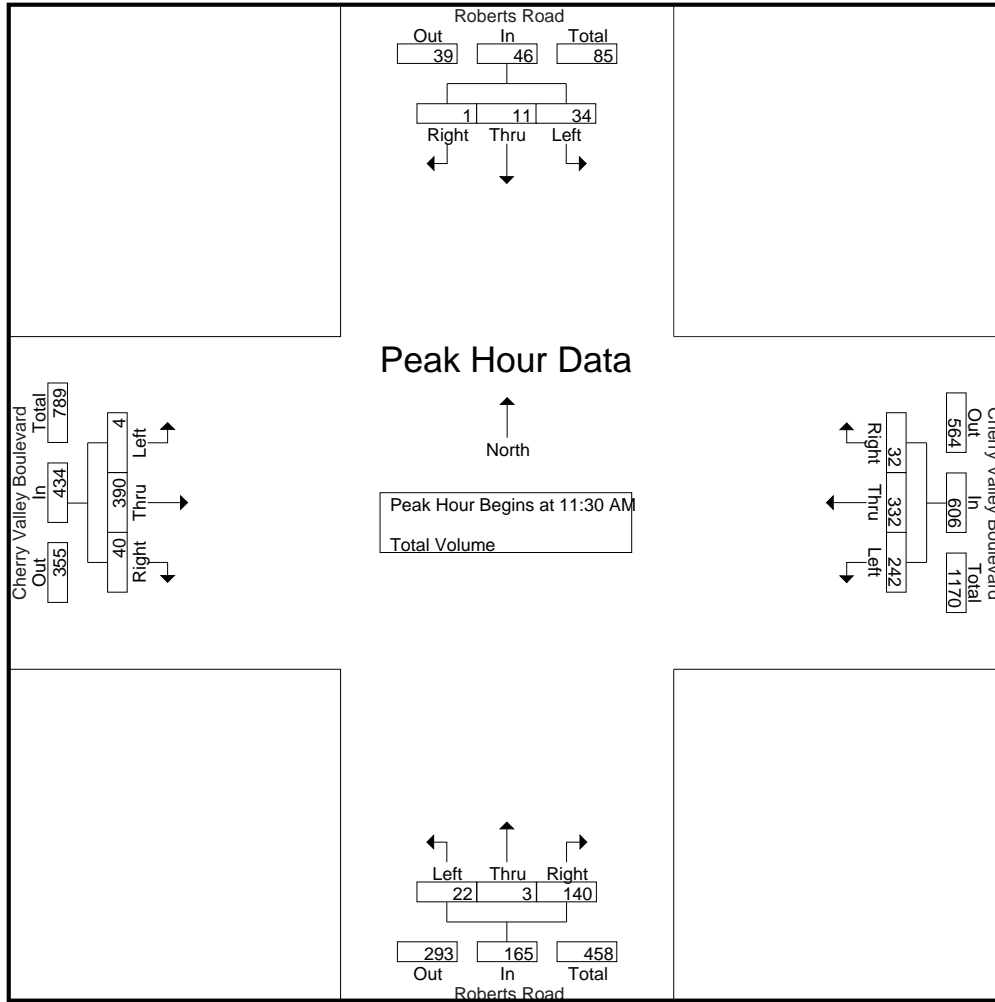 Roberts Road
Out In Total
39 46 85
1 11 34
Right Thru Left
Peak Hour Data
North
Peak Hour Begins at 11:30 AM
Total Volume
Cherry Valley Boulevard
Total In Out
789 434 355
4 390 40
Left Thru Right
Cherry Valley Boulevard
Out In Total
564 606 1170
32 332 242
Right Thru Left
Left Thru Right
22 3 140
293 165 458
Out In Total
Roberts Road